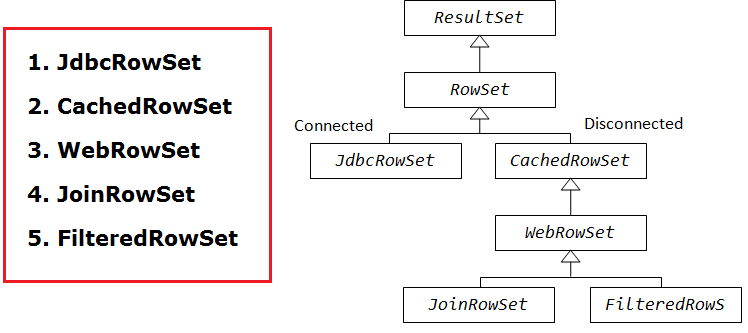 1. JdbcRowSet
2. CachedRowSet
3. WebRowSet
4. JoinRowSet
5. FilteredRowSet
ResultSet
RowSet
Connected
Disconnected
JdbcRowSet
CachedRowSet
WebRowSet
JoinRowSet
FilteredRowS